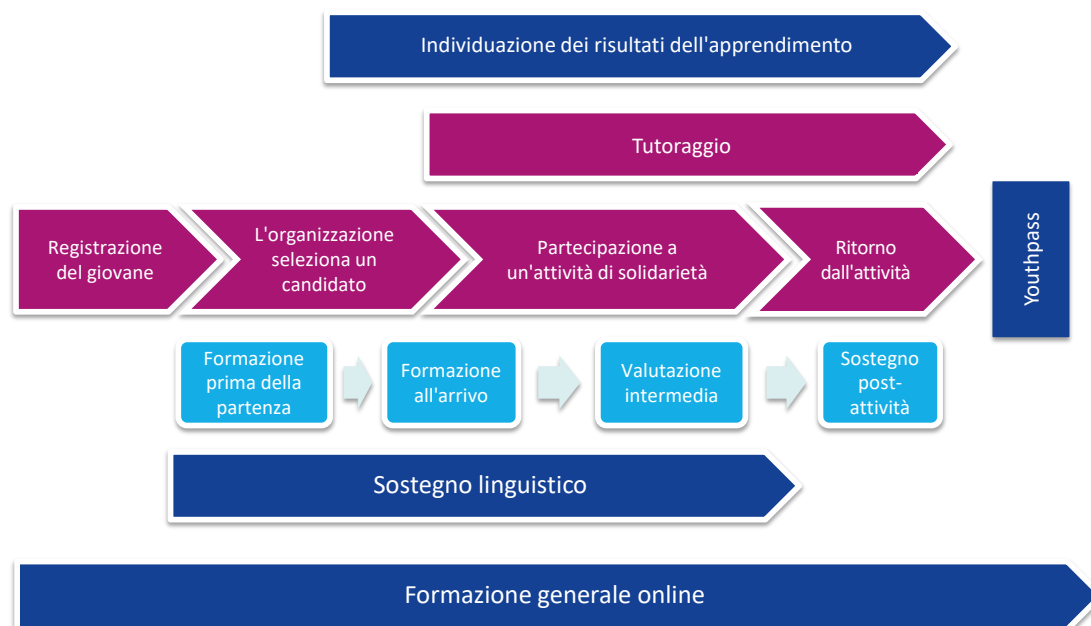 Individuazione dei risultati dell'apprendimento
Tutoraggio
Registrazione
del giovane
L'organizzazione
seleziona un
candidato
Partecipazione a
un'attività di solidarietà
Ritorno
dall'attività
Youthpass
Formazione
prima della
partenza
Formazione
all'arrivo
Valutazione
intermedia
Sostegno
post-
attività
Sostegno linguistico
Formazione generale online